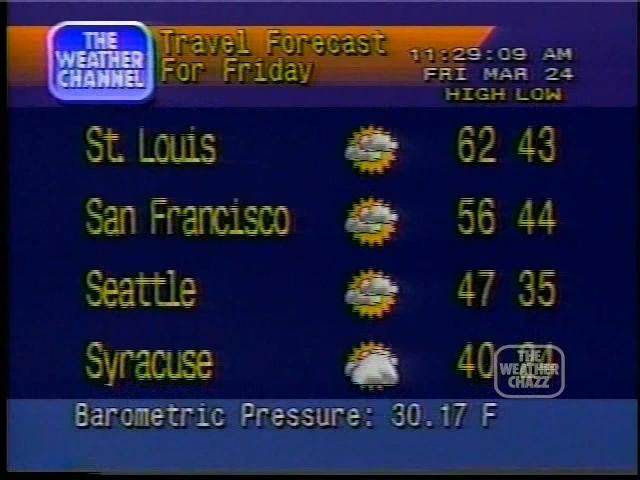 THE
WEATHER
CHANNEL
Travel Forecast
For Friday
11:29:09 AM
FRI MAR 24
HIGH LOW
St. Louis 62 43
San Francisco 56 44
Seattle 47 35
Syracuse 40
THE
WEATHER
CHAZZ
Barometric Pressure: 30.17 F